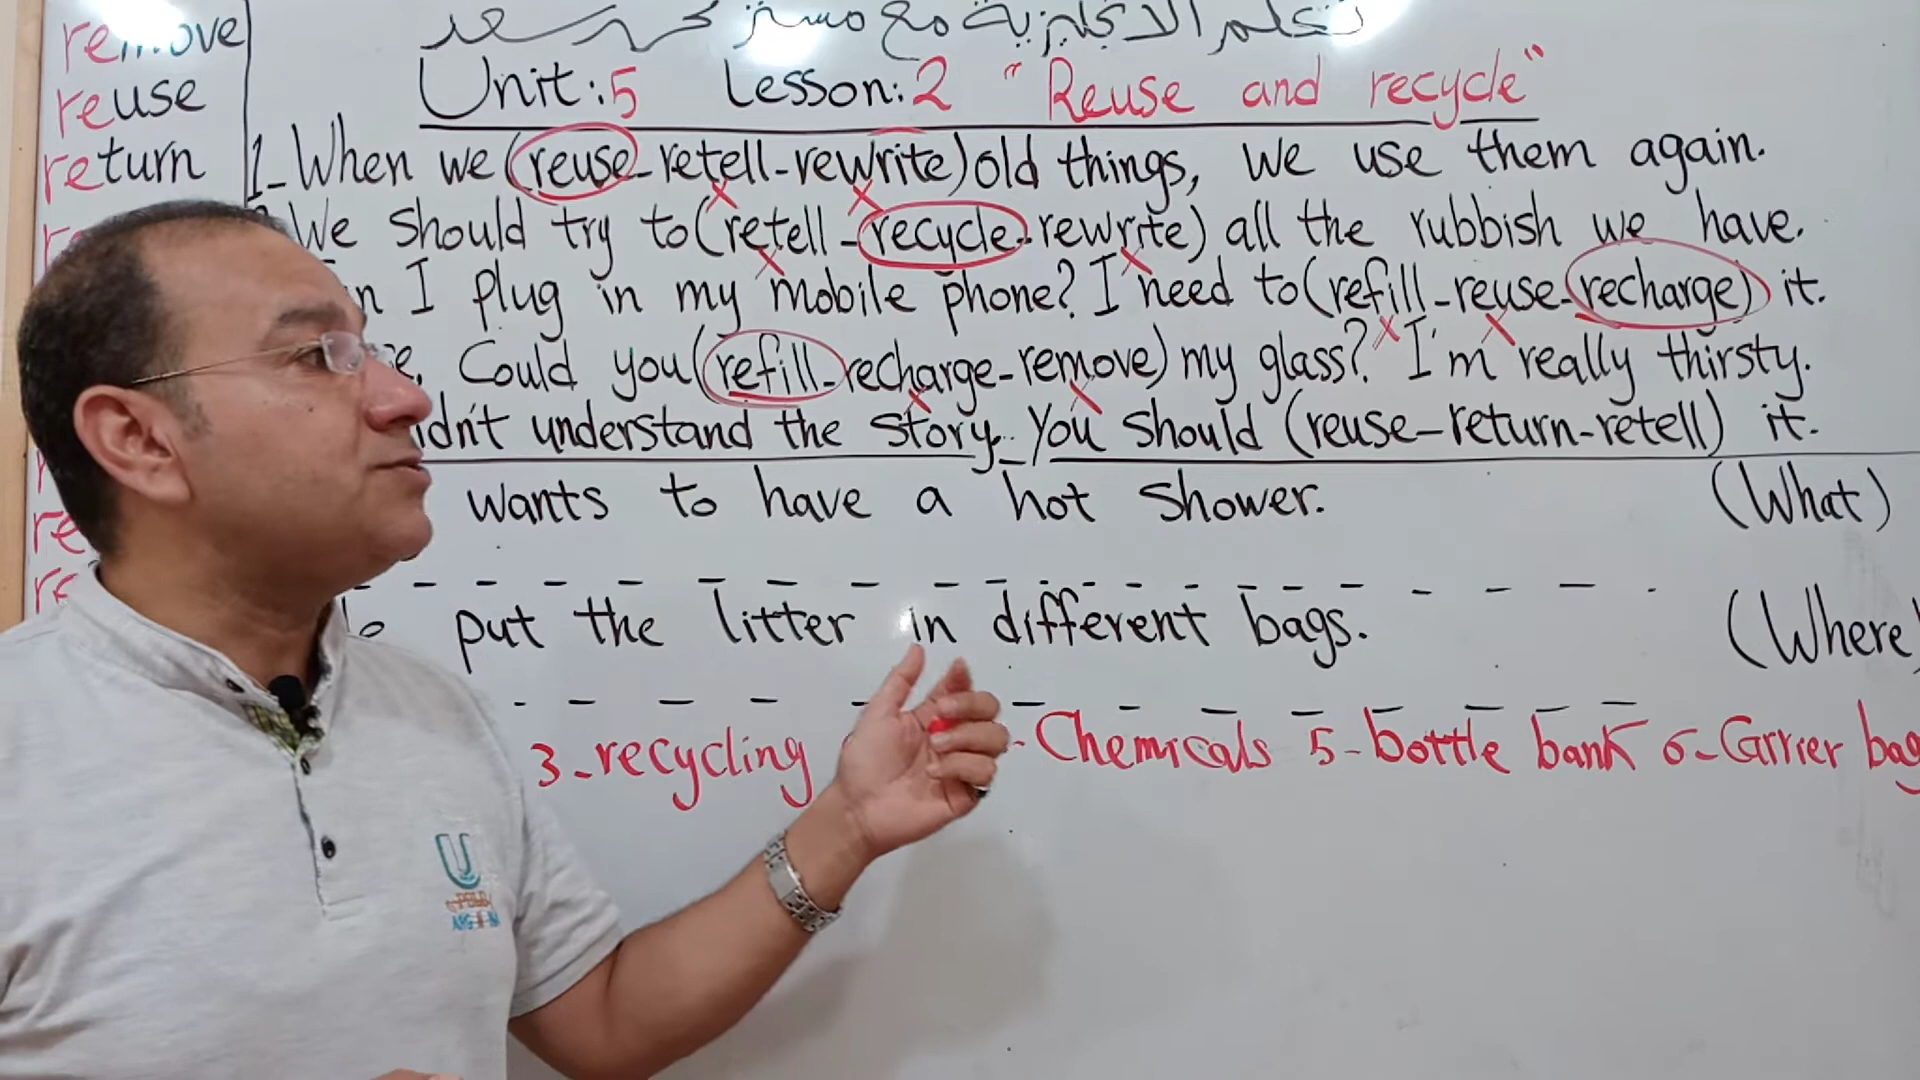 تعلم الانجليزية مع مستر محمد سعد
Unit:5 Lesson:2 "Reuse and recycle"
remove
reuse
return
re
re
re
1_When we (reuse-retell-rewrite) old things, we use them again.
We should try to (retell-recycle-rewrite) all the rubbish we have.
I plug in my mobile phone? I need to (refill-reuse-recharge) it.
Could you (refill-recharge-remove) my glass? I'm really thirsty.
understand the story. You should (reuse-return-retell) it.
wants to have a hot shower. (What)
put the litter in different bags. (Where)
3-recycling - Chemicals 5-bottle bank 6-Carrier bag
U